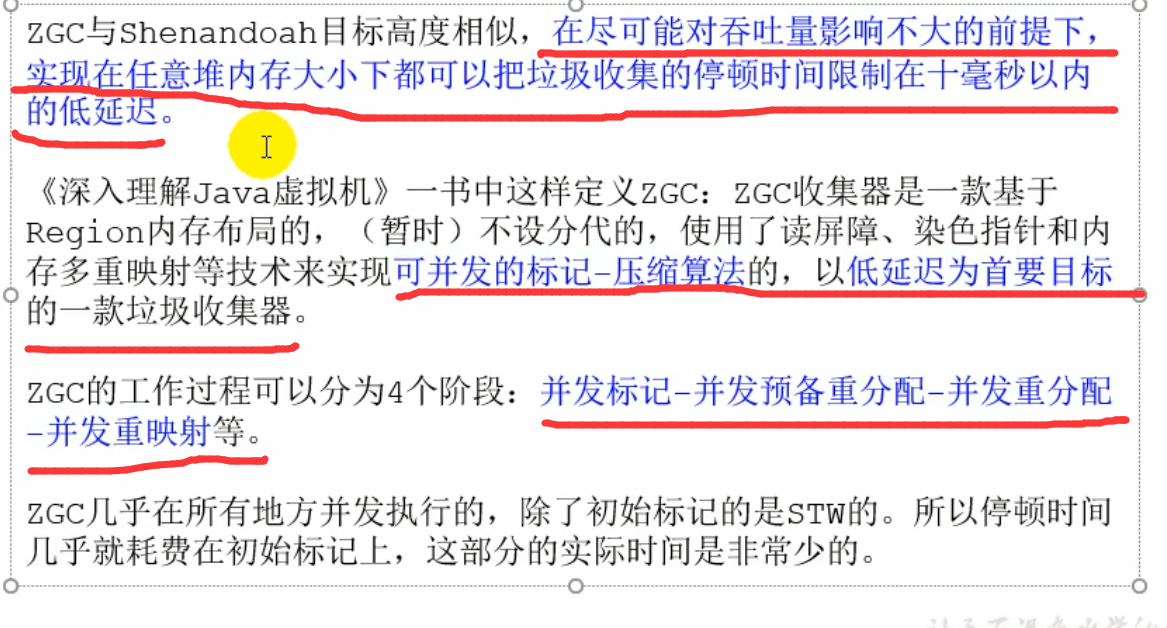 ZGC与Shenandoah目标高度相似，在尽可能对吞吐量影响不大的前提下，
实现在任意堆内存大小下都可以把垃圾收集的停顿时间限制在十毫秒以内
的低延迟。
《深入理解Java虚拟机》一书中这样定义ZGC：ZGC收集器是一款基于
Region内存布局的，（暂时）不设分代的，使用了读屏障、染色指针和内
存多重映射等技术来实现可并发的标记-压缩算法的，以低延迟为首要目标
的一款垃圾收集器。
ZGC的工作过程可以分为4个阶段：并发标记-并发预备重分配-并发重分配
-并发重映射等。
ZGC几乎在所有地方并发执行的，除了初始标记的是STW的。所以停顿时间
几乎就耗费在初始标记上，这部分的实际时间是非常少的。